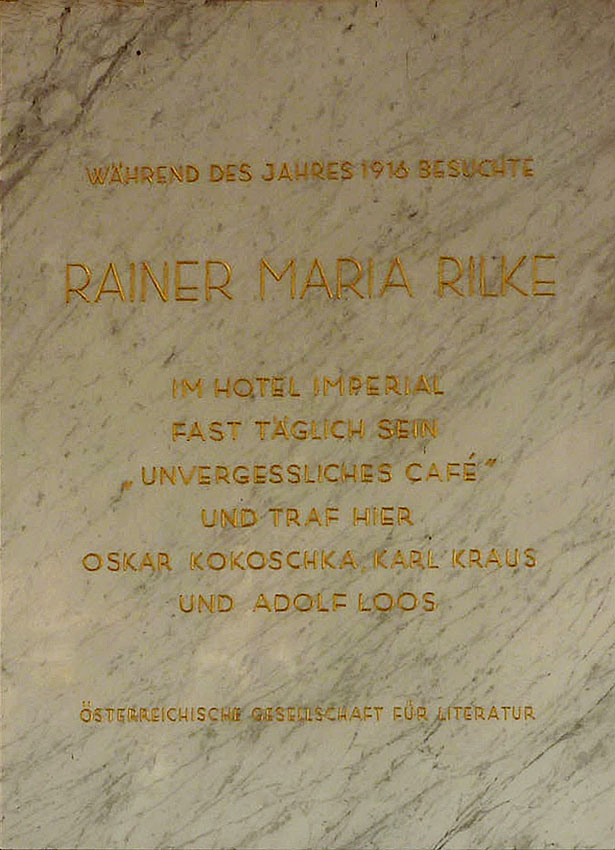 WÄHREND DES JAHRES 1916 BESUCHTE
RAINER MARIA RILKE
IM HOTEL IMPERIAL
FAST TÄGLICH SEIN
„UNVERGESSLICHES CAFÉ"
UND TRAF HIER
OSKAR KOKOSCHKA, KARL KRAUS
UND ADOLF LOOS
ÖSTERREICHISCHE GESELLSCHAFT FÜR LITERATUR